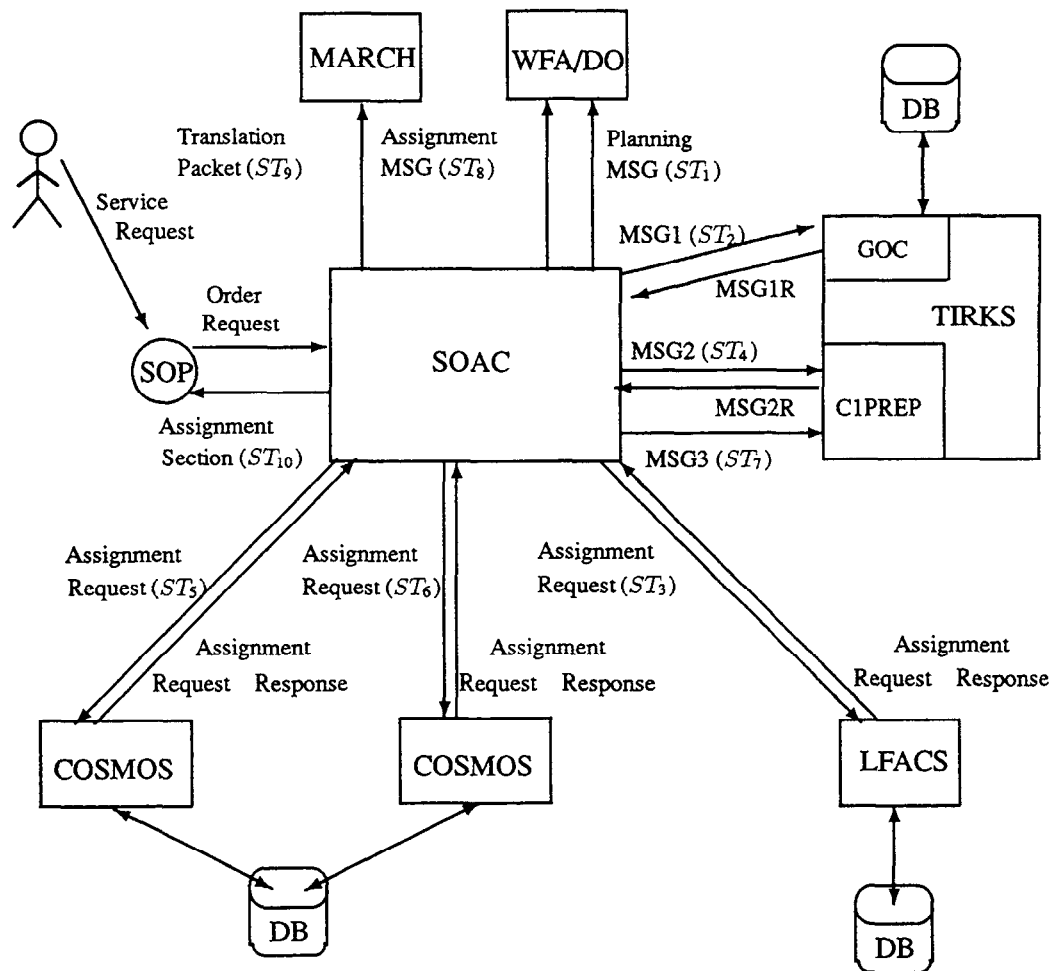 MARCH
WFA/DO
DB
Translation
Packet (ST₉)
Assignment
MSG (ST₈)
Planning
MSG (ST₁)
Service
Request
MSG1 (ST₂)
GOC
MSG1R
TIRKS
Order
Request
SOP
SOAC
MSG2 (ST₄)
MSG2R
C1PREP
MSG3 (ST₇)
Assignment
Section (ST₁₀)
Assignment
Request (ST₅)
Assignment
Request (ST₆)
Assignment
Request (ST₃)
Assignment
Request Response
Assignment
Request Response
Assignment
Request Response
COSMOS
COSMOS
LFACS
DB
DB